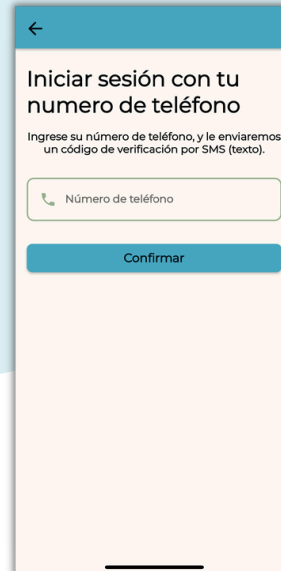 Iniciar sesión con tu
numero de teléfono
Ingrese su número de teléfono, y le enviaremos
un código de verificación por SMS (texto).
Número de teléfono
Confirmar